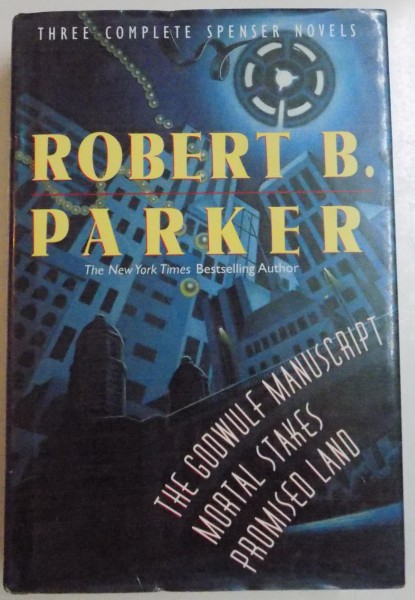 THREE COMPLETE SPENSER NOVELS
ROBERT B.
PARKER
The New York Times Bestselling Author
THE GODWULF MANUSCRIPT
MORTAL STAKES
PROMISED LAND